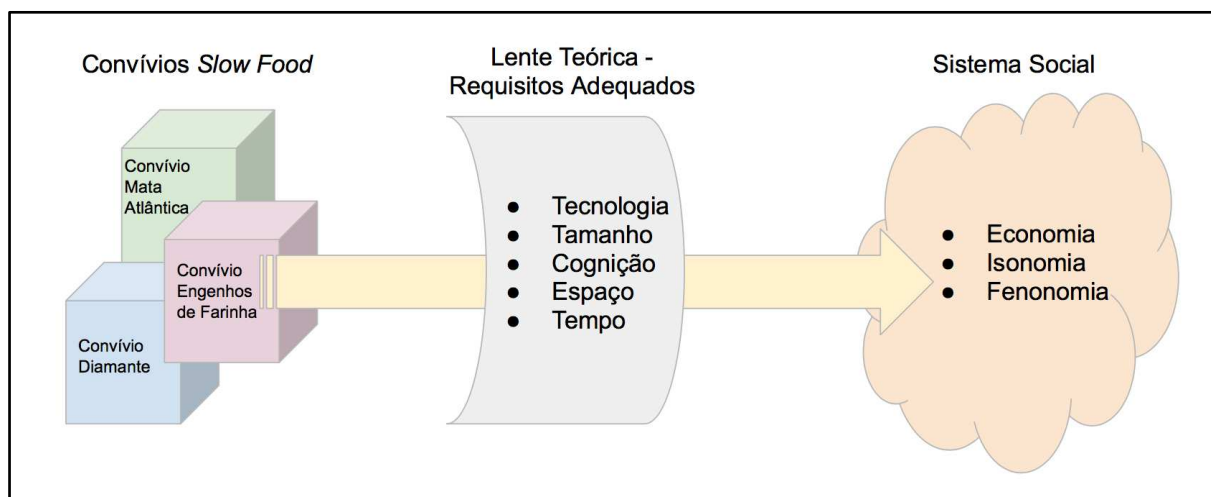 Convívios Slow Food
Lente Teórica -
Requisitos Adequados
Sistema Social
Convívio
Mata
Atlântica
Convívio
Engenhos
de Farinha
Convívio
Diamante
● Tecnologia
● Tamanho
● Cognição
● Espaço
● Tempo
● Economia
● Isonomia
● Fenonomia